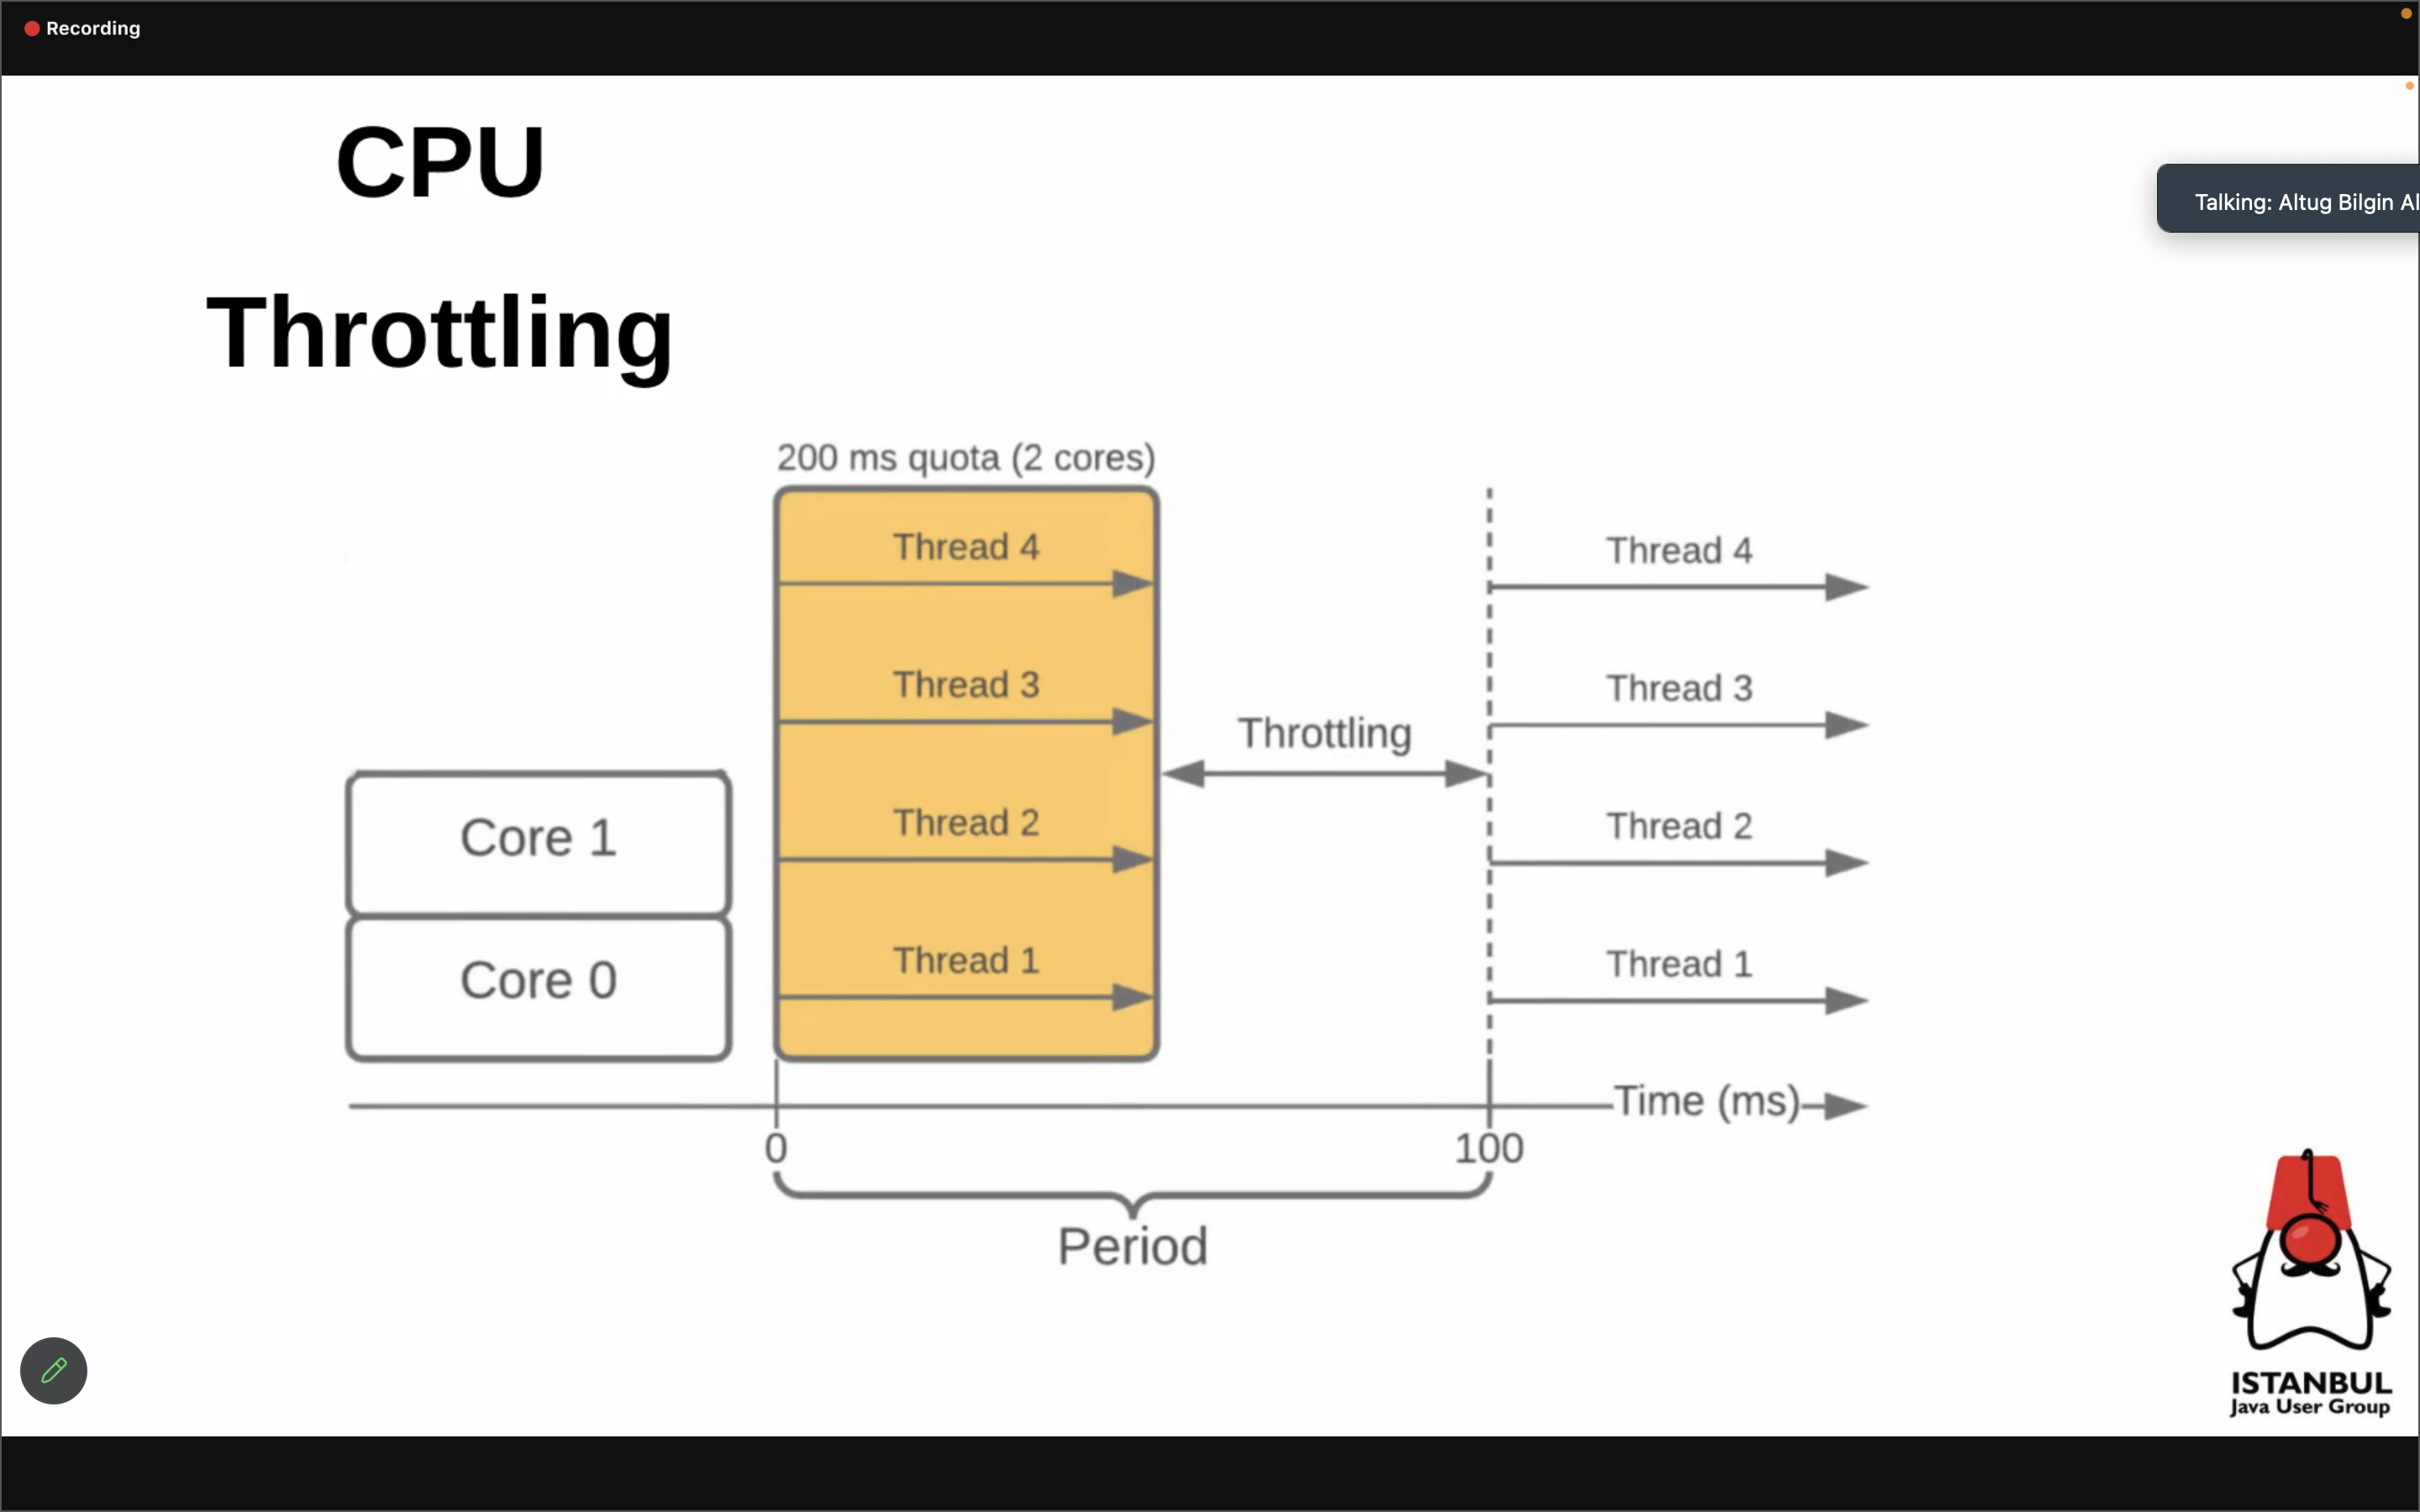 Recording
CPU
Throttling
Talking: Altug Bilgin Al
200 ms quota (2 cores)
Thread 4
Thread 4
Thread 3
Thread 3
Throttling
Thread 2
Thread 2
Core 1
Thread 1
Thread 1
Core 0
Time (ms)
0
100
Period
ISTANBUL
Java User Group